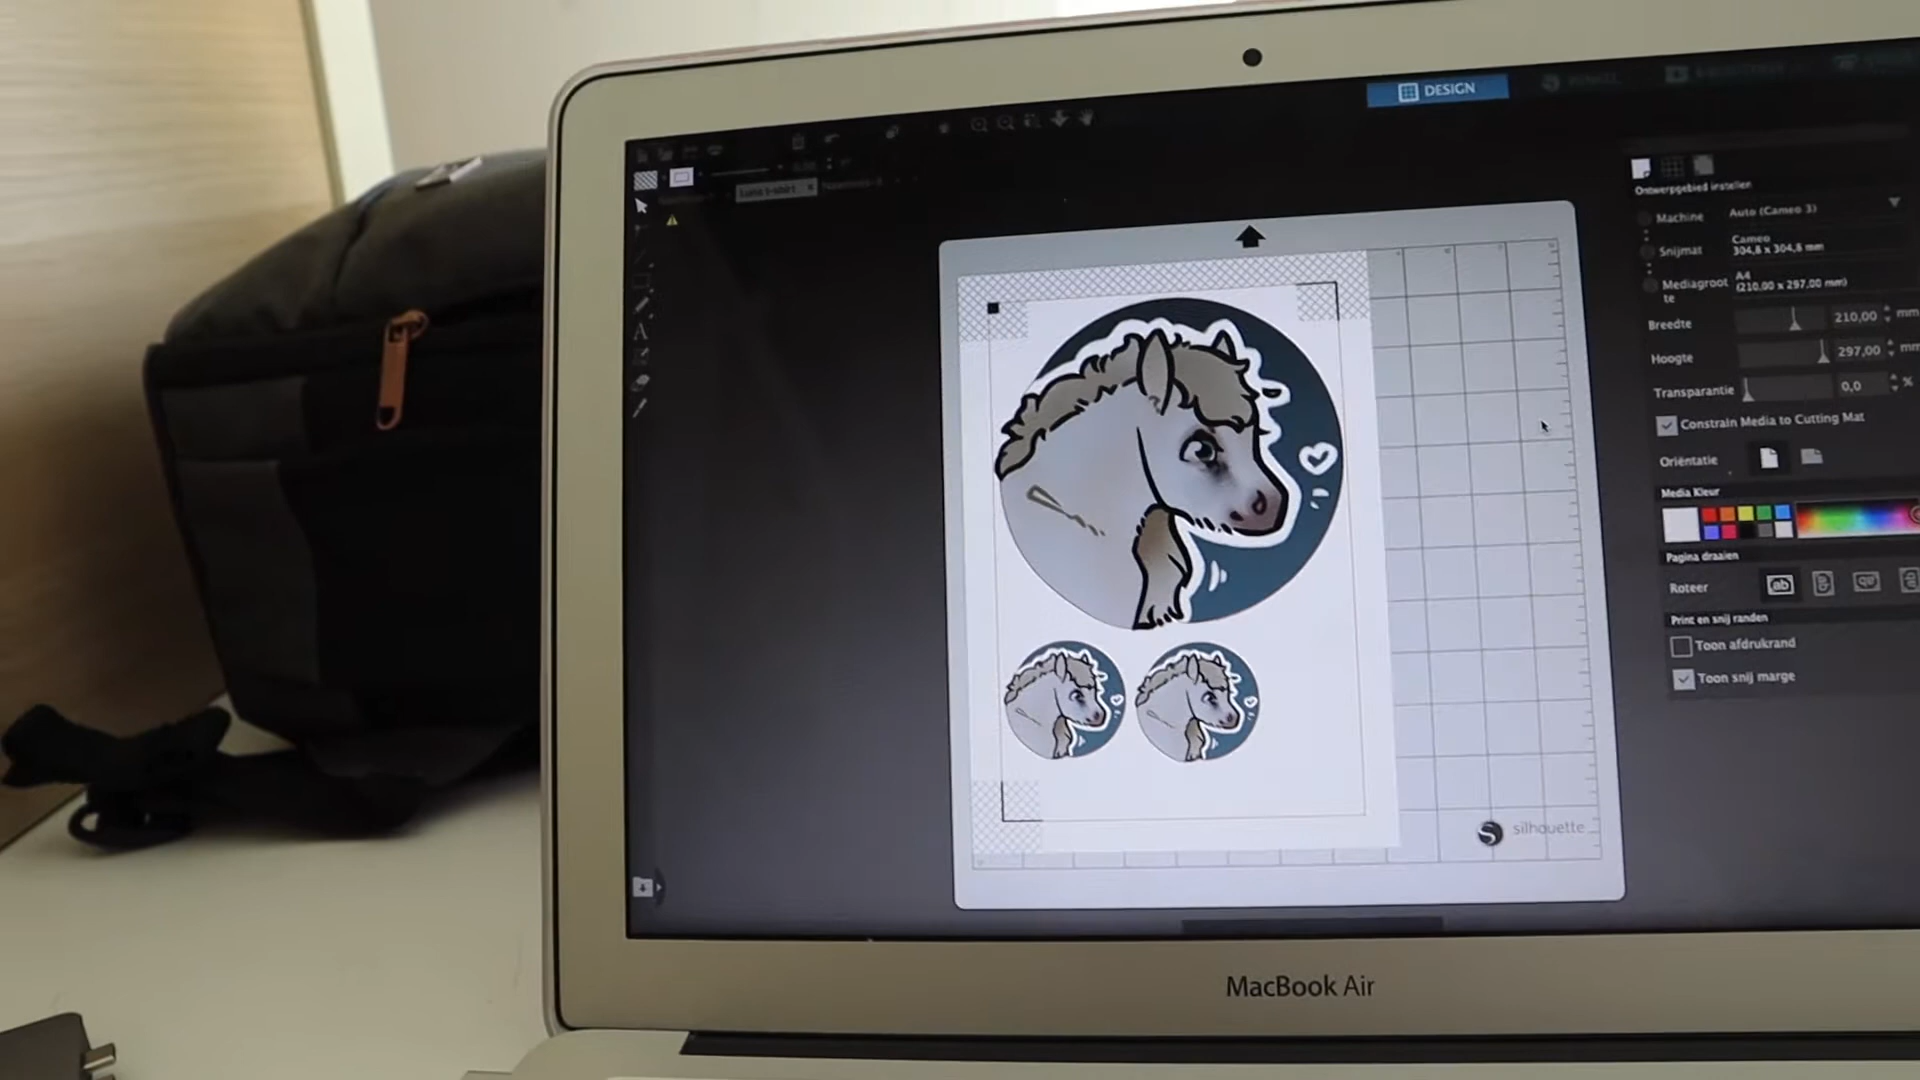 DESIGN
Ontwerpgebied instellen
Machine
Auto (Cameo 3)
Snijmat
Cameo
304,8 x 304,8 mm
Mediagroot
te
A4
(210,00 x 297,00 mm)
Breedte
210,00
mm
Hoogte
297,00
mm
Transparantie
0,0
%
Constrain Media to Cutting Mat
Oriëntatie
Media Kleur
Pagina draaien
Roteer
ab
Print en snij randen
Toon afdrukrand
Toon snij marge
silhouette
MacBook Air